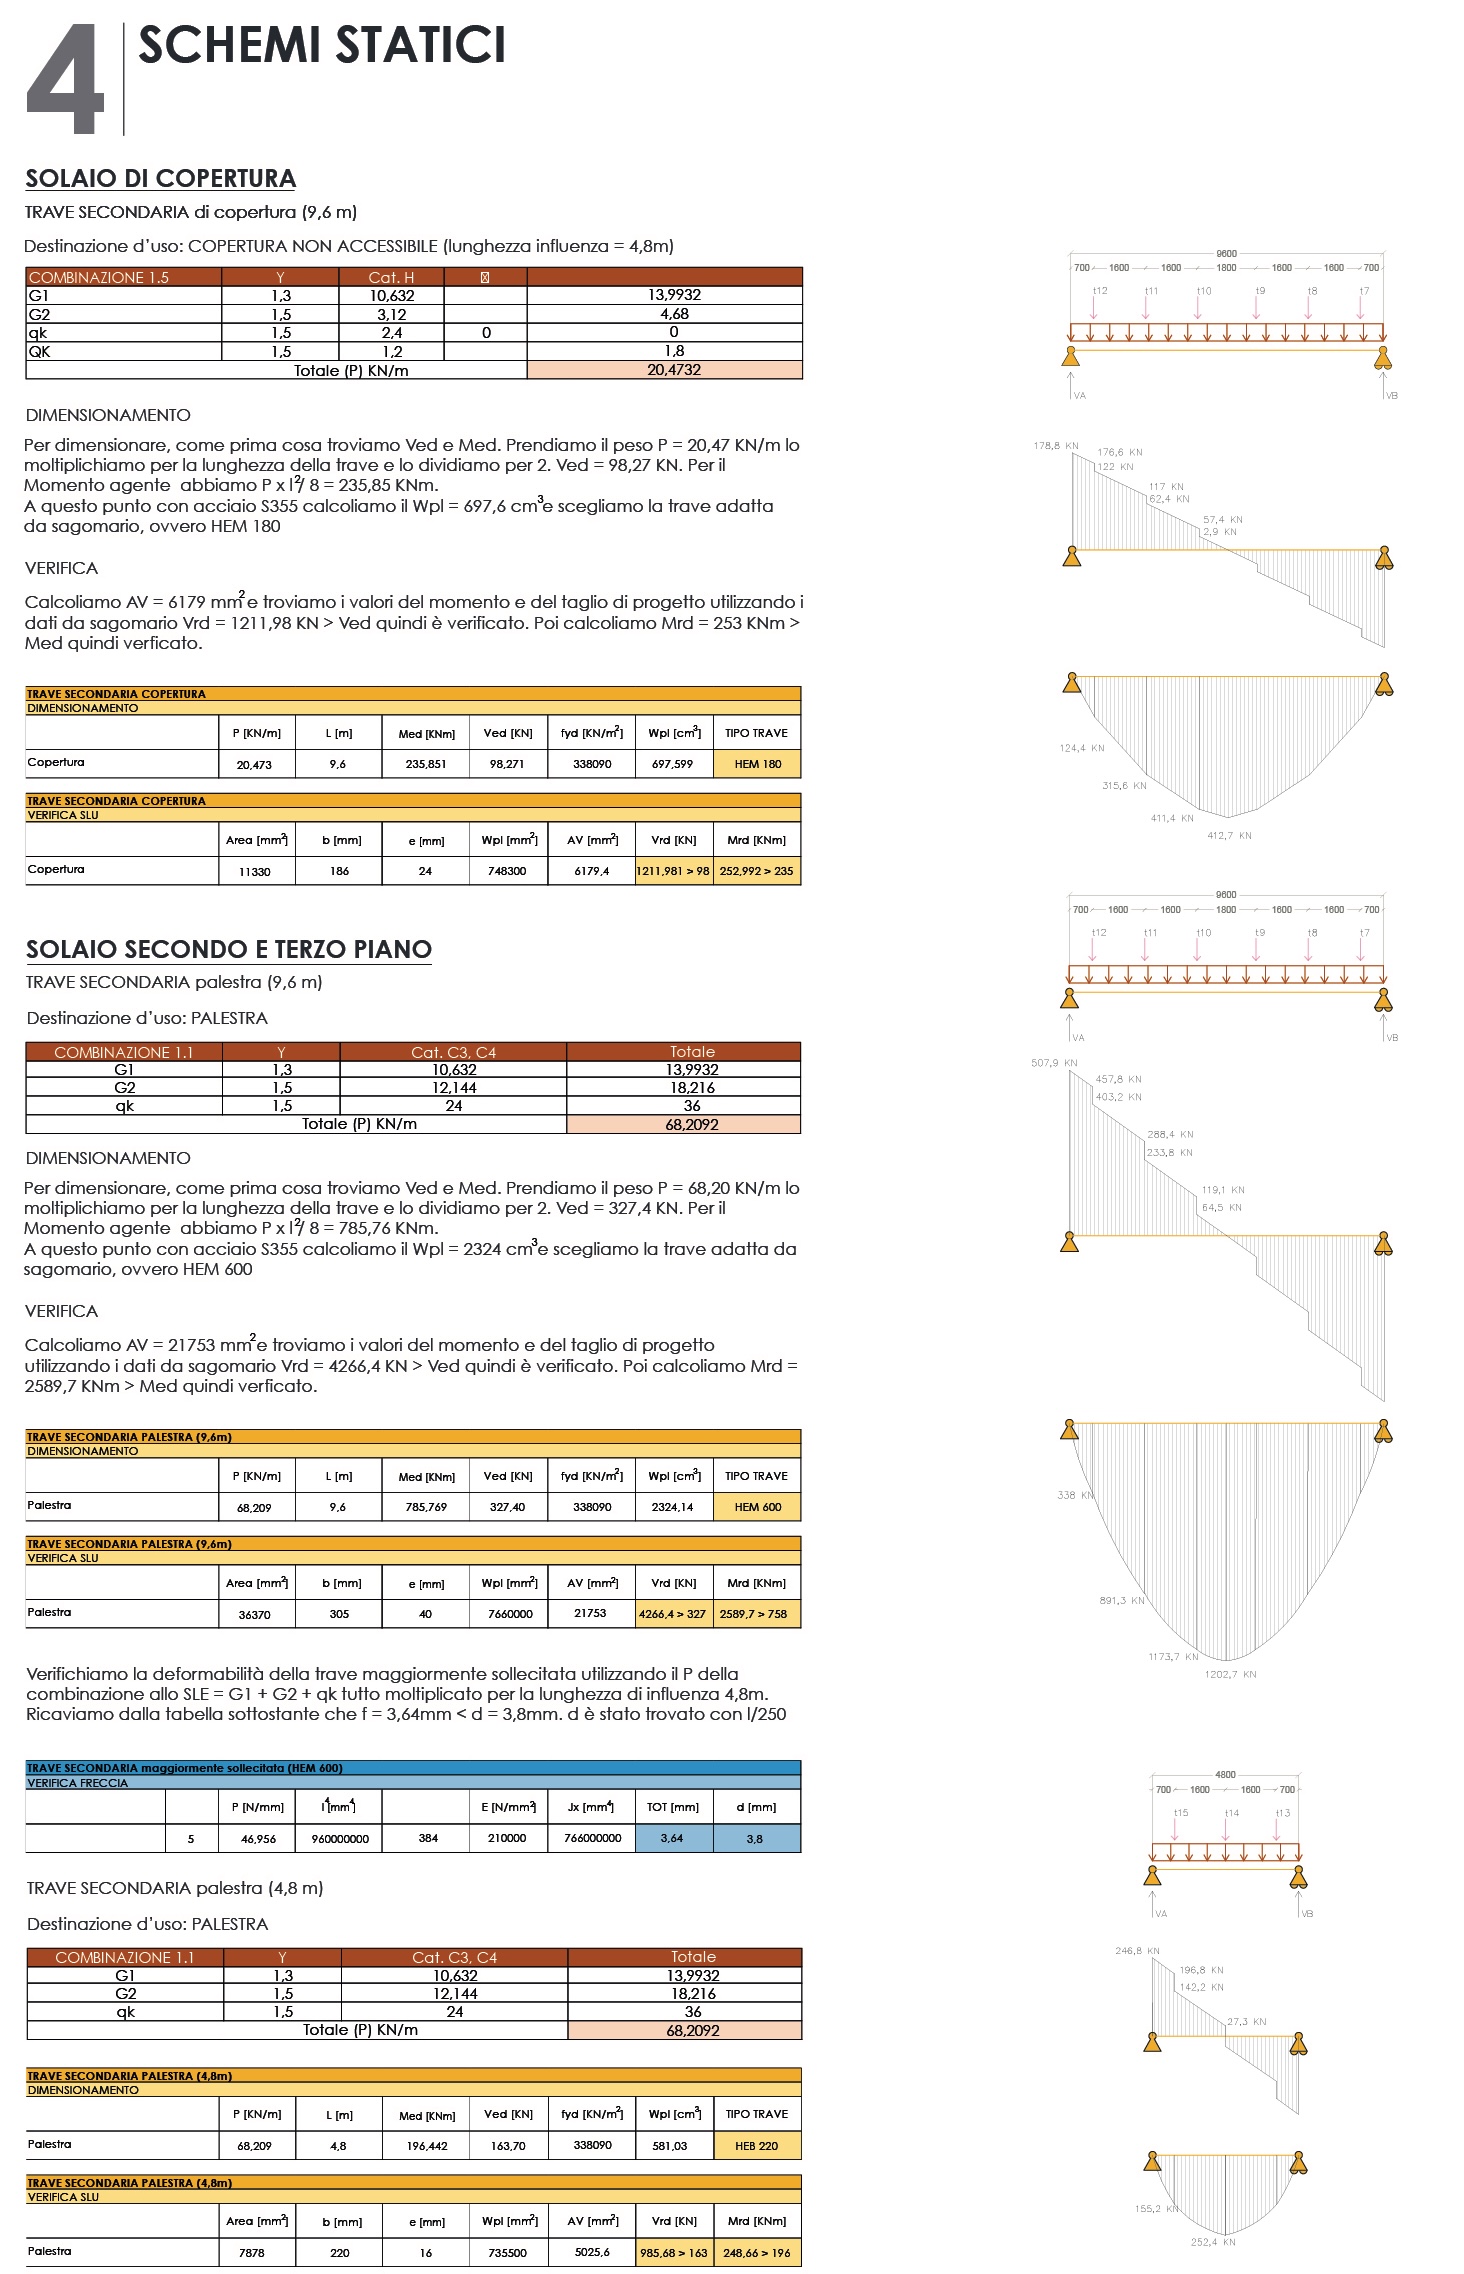 4
SCHEMI STATICI
SOLAIO DI COPERTURA
TRAVE SECONDARIA di copertura (9,6 m)
Destinazione d'uso: COPERTURA NON ACCESSIBILE (lunghezza influenza = 4,8m)
COMBINAZIONE 1.5 Y Cat. H
G1 1,3 10,632 13,9932
G2 1,5 3,12 4,68
qk 1,5 2,4 0 0
QK 1,5 1,2 1,8
Totale (P) KN/m 20,4732
DIMENSIONAMENTO
Per dimensionare, come prima cosa troviamo Ved e Med. Prendiamo il peso P = 20,47 KN/m lo
moltiplichiamo per la lunghezza della trave e lo dividiamo per 2. Ved = 98,27 KN. Per il
Momento agente abbiamo P x l²/ 8 = 235,85 KNm.
A questo punto con acciaio S355 calcoliamo il Wpl = 697,6 cm³e scegliamo la trave adatta
da sagomario, ovvero HEM 180
VERIFICA
Calcoliamo AV = 6179 mm²e troviamo i valori del momento e del taglio di progetto utilizzando i
dati da sagomario Vrd = 1211,98 KN > Ved quindi è verificato. Poi calcoliamo Mrd = 253 KNm >
Med quindi verficato.
TRAVE SECONDARIA COPERTURA
DIMENSIONAMENTO
P [KN/m] L [m] Med [KNm] Ved [KN] fyd [KN/m²] Wpl [cm³] TIPO TRAVE
Copertura 20,473 9,6 235,851 98,271 338090 697,599 HEM 180
TRAVE SECONDARIA COPERTURA
VERIFICA SLU
Area [mm²] b [mm] e [mm] Wpl [mm²] AV [mm²] Vrd [KN] Mrd [KNm]
Copertura 11330 186 24 748300 6179,4 1211,981 > 98 252,992 > 235
9600
700 1600 1600 1800 1600 1600 700
t12 t11 t10 t9 t8 t7
VA VB
178,8 KN
176,6 KN
122 KN
117 KN
62,4 KN
57,4 KN
2,9 KN
124,4 KN
315,6 KN
411,4 KN
412,7 KN
SOLAIO SECONDO E TERZO PIANO
TRAVE SECONDARIA palestra (9,6 m)
Destinazione d'uso: PALESTRA
COMBINAZIONE 1.1 Y Cat. C3, C4 Totale
G1 1,3 10,632 13,9932
G2 1,5 12,144 18,216
qk 1,5 24 36
Totale (P) KN/m 68,2092
DIMENSIONAMENTO
Per dimensionare, come prima cosa troviamo Ved e Med. Prendiamo il peso P = 68,20 KN/m lo
moltiplichiamo per la lunghezza della trave e lo dividiamo per 2. Ved = 327,4 KN. Per il
Momento agente abbiamo P x l²/ 8 = 785,76 KNm.
A questo punto con acciaio S355 calcoliamo il Wpl = 2324 cm³e scegliamo la trave adatta da
sagomario, ovvero HEM 600
VERIFICA
Calcoliamo AV = 21753 mm²e troviamo i valori del momento e del taglio di progetto
utilizzando i dati da sagomario Vrd = 4266,4 KN > Ved quindi è verificato. Poi calcoliamo Mrd =
2589,7 KNm > Med quindi verficato.
TRAVE SECONDARIA PALESTRA (9,6m)
DIMENSIONAMENTO
P [KN/m] L [m] Med [KNm] Ved [KN] fyd [KN/m²] Wpl [cm³] TIPO TRAVE
Palestra 68,209 9,6 785,769 327,40 338090 2324,14 HEM 600
TRAVE SECONDARIA PALESTRA (9,6m)
VERIFICA SLU
Area [mm²] b [mm] e [mm] Wpl [mm²] AV [mm²] Vrd [KN] Mrd [KNm]
Palestra 36370 305 40 7660000 21753 4266,4 > 327 2589,7 > 758
9600
700 1600 1600 1800 1600 1600 700
t12 t11 t10 t9 t8 t7
VA VB
507,9 KN
457,8 KN
403,2 KN
288,4 KN
233,8 KN
119,1 KN
64,5 KN
338 KN
891,3 KN
1173,7 KN
1202,7 KN
Verifichiamo la deformabilità della trave maggiormente sollecitata utilizzando il P della
combinazione allo SLE = G1 + G2 + qk tutto moltiplicato per la lunghezza di influenza 4,8m.
Ricaviamo dalla tabella sottostante che f = 3,64mm < d = 3,8mm. d è stato trovato con l/250
TRAVE SECONDARIA maggiormente sollecitata (HEM 600)
VERIFICA FRECCIA
P [N/mm] l⁴[mm⁴] E [N/mm²] Jx [mm⁴] TOT [mm] d [mm]
5 46,956 960000000 384 210000 766000000 3,64 3,8
TRAVE SECONDARIA palestra (4,8 m)
Destinazione d'uso: PALESTRA
COMBINAZIONE 1.1 Y Cat. C3, C4 Totale
G1 1,3 10,632 13,9932
G2 1,5 12,144 18,216
qk 1,5 24 36
Totale (P) KN/m 68,2092
TRAVE SECONDARIA PALESTRA (4,8m)
DIMENSIONAMENTO
P [KN/m] L [m] Med [KNm] Ved [KN] fyd [KN/m²] Wpl [cm³] TIPO TRAVE
Palestra 68,209 4,8 196,442 163,70 338090 581,03 HEB 220
TRAVE SECONDARIA PALESTRA (4,8m)
VERIFICA SLU
Area [mm²] b [mm] e [mm] Wpl [mm²] AV [mm²] Vrd [KN] Mrd [KNm]
Palestra 7878 220 16 735500 5025,6 985,68 > 163 248,66 > 196
4800
700 1600 1600 700
t15 t14 t13
VA VB
246,8 KN
196,8 KN
142,2 KN
27,3 KN
155,2 KN
252,4 KN